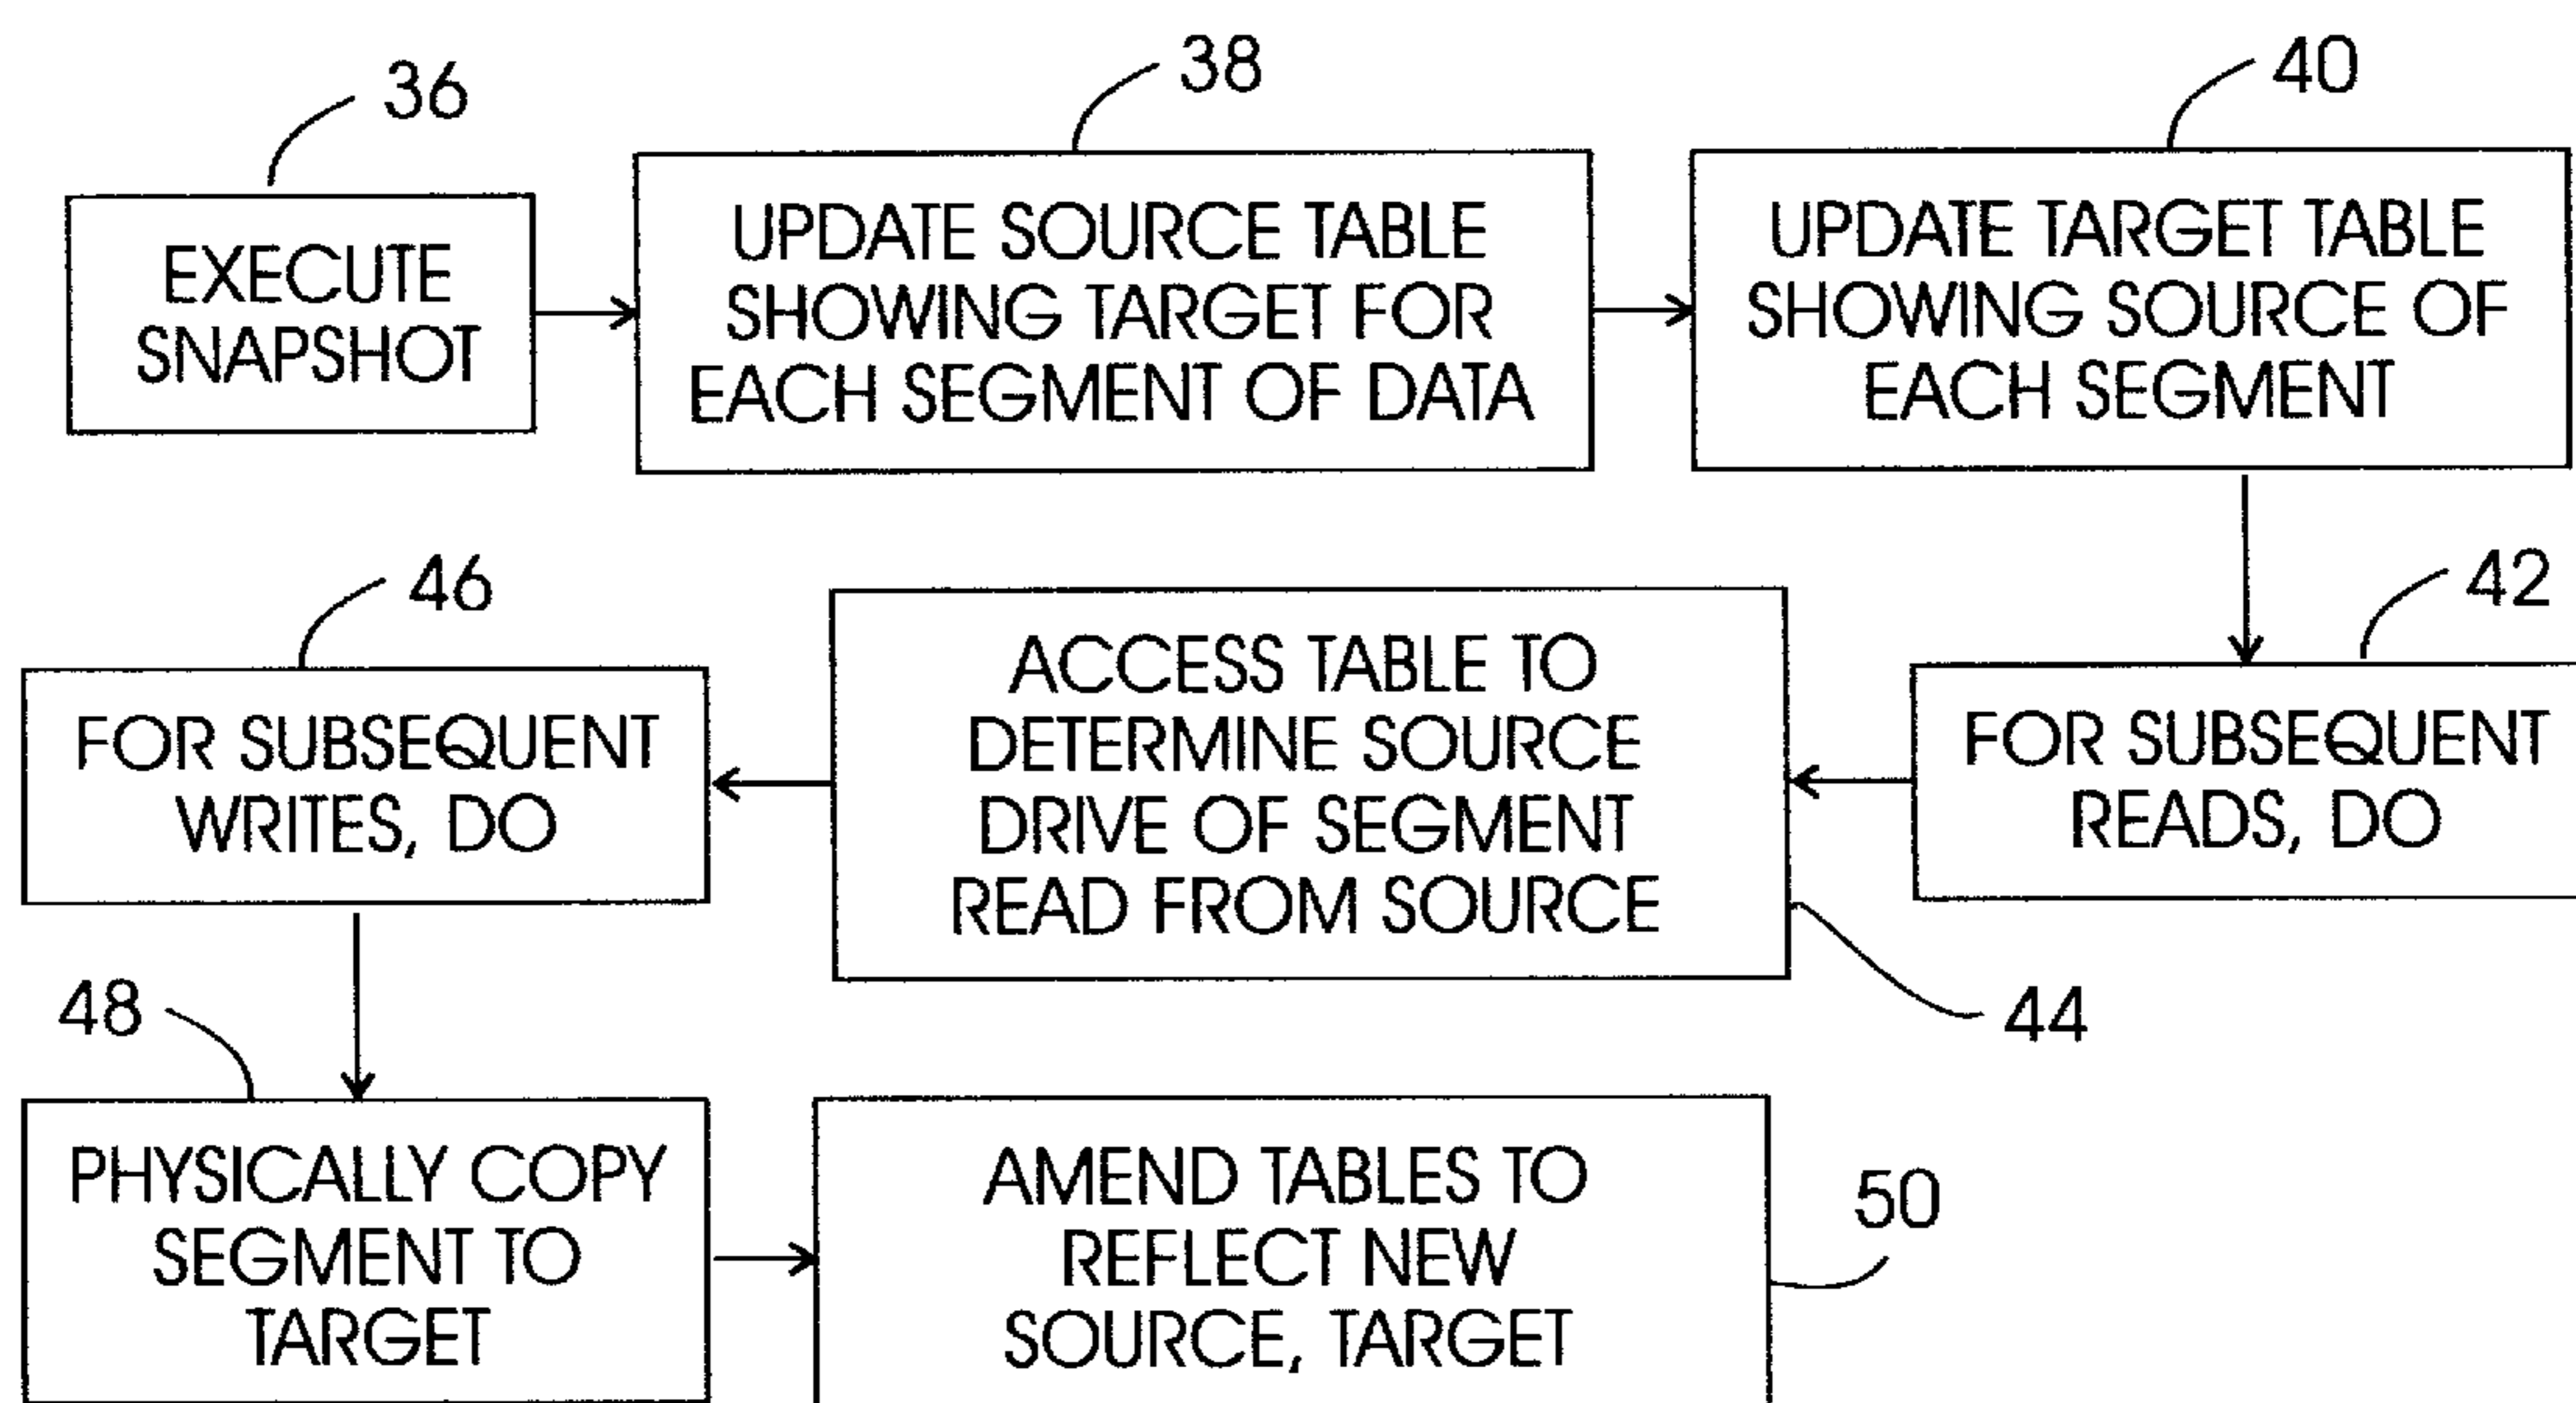 36
EXECUTE
SNAPSHOT
38
UPDATE SOURCE TABLE
SHOWING TARGET FOR
EACH SEGMENT OF DATA
40
UPDATE TARGET TABLE
SHOWING SOURCE OF
EACH SEGMENT
42
FOR SUBSEQUENT
READS, DO
44
ACCESS TABLE TO
DETERMINE SOURCE
DRIVE OF SEGMENT
READ FROM SOURCE
46
FOR SUBSEQUENT
WRITES, DO
48
PHYSICALLY COPY
SEGMENT TO
TARGET
50
AMEND TABLES TO
REFLECT NEW
SOURCE, TARGET